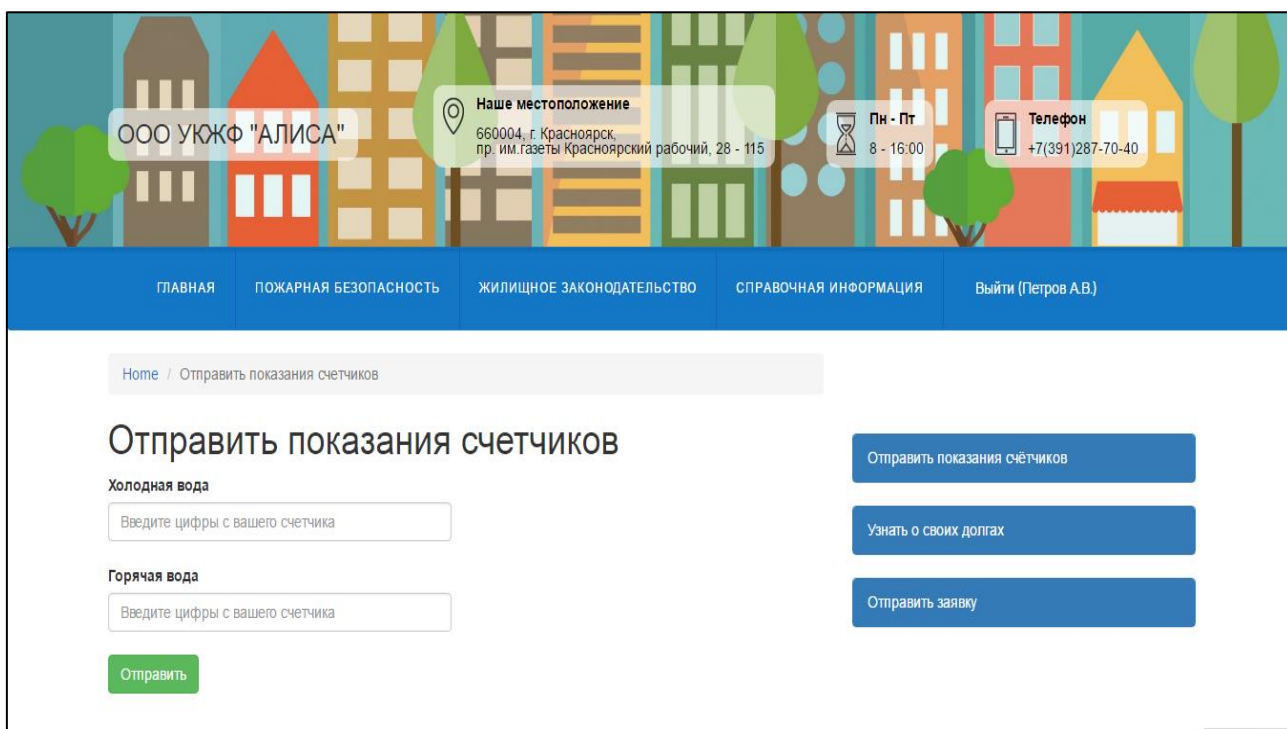 ООО УКЖФ "АЛИСА"
Наше местоположение
660004, г. Красноярск,
пр. им.газеты Красноярский рабочий, 28 - 115
Пн - Пт
8 - 16:00
Телефон
+7(391)287-70-40
ГЛАВНАЯ
ПОЖАРНАЯ БЕЗОПАСНОСТЬ
ЖИЛИЩНОЕ ЗАКОНОДАТЕЛЬСТВО
СПРАВОЧНАЯ ИНФОРМАЦИЯ
Выйти (Петров А.В.)
Home / Отправить показания счетчиков
Отправить показания счетчиков
Холодная вода
Введите цифры с вашего счетчика
Горячая вода
Введите цифры с вашего счетчика
Отправить
Отправить показания счётчиков
Узнать о своих долгах
Отправить заявку